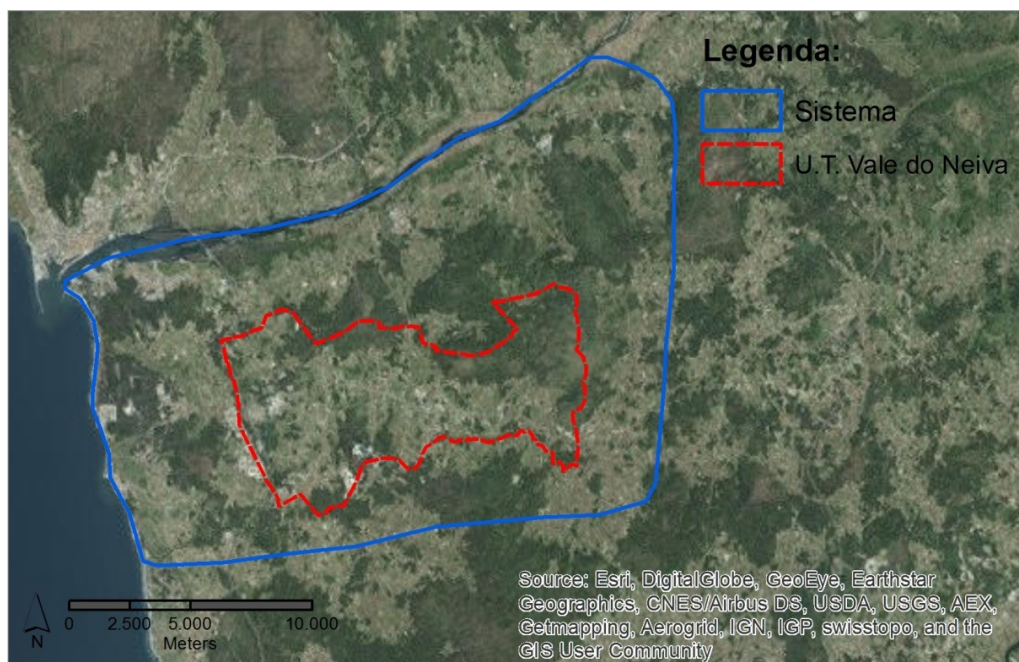 Legenda:
Sistema
U.T. Vale do Neiva
Source: Esri, DigitalGlobe, GeoEye, Earthstar
Geographics, CNES/Airbus DS, USDA, USGS, AEX,
Getmapping, Aerogrid, IGN, IGP, swisstopo, and the
GIS User Community
N
0 2.500 5.000 10.000
Meters